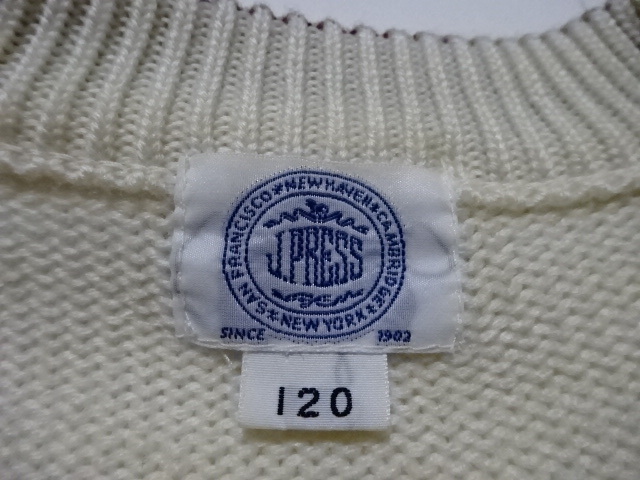 SAN FRANCISCO★NEW HAVEN★CAMBRIDGE★NEW YORK★
J.PRESS
SINCE 1902
120